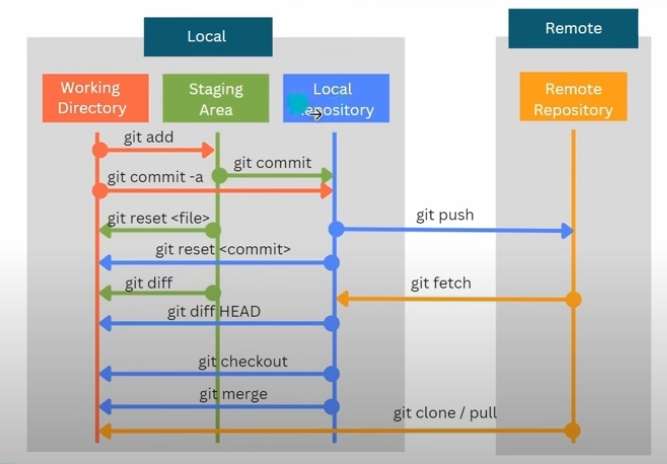 Local
Remote
Working
Directory
Staging
Area
Local
Repository
Remote
Repository
git add
git commit
git commit -a
git reset <file>
git push
git reset <commit>
git diff
git fetch
git diff HEAD
git checkout
git merge
git clone / pull